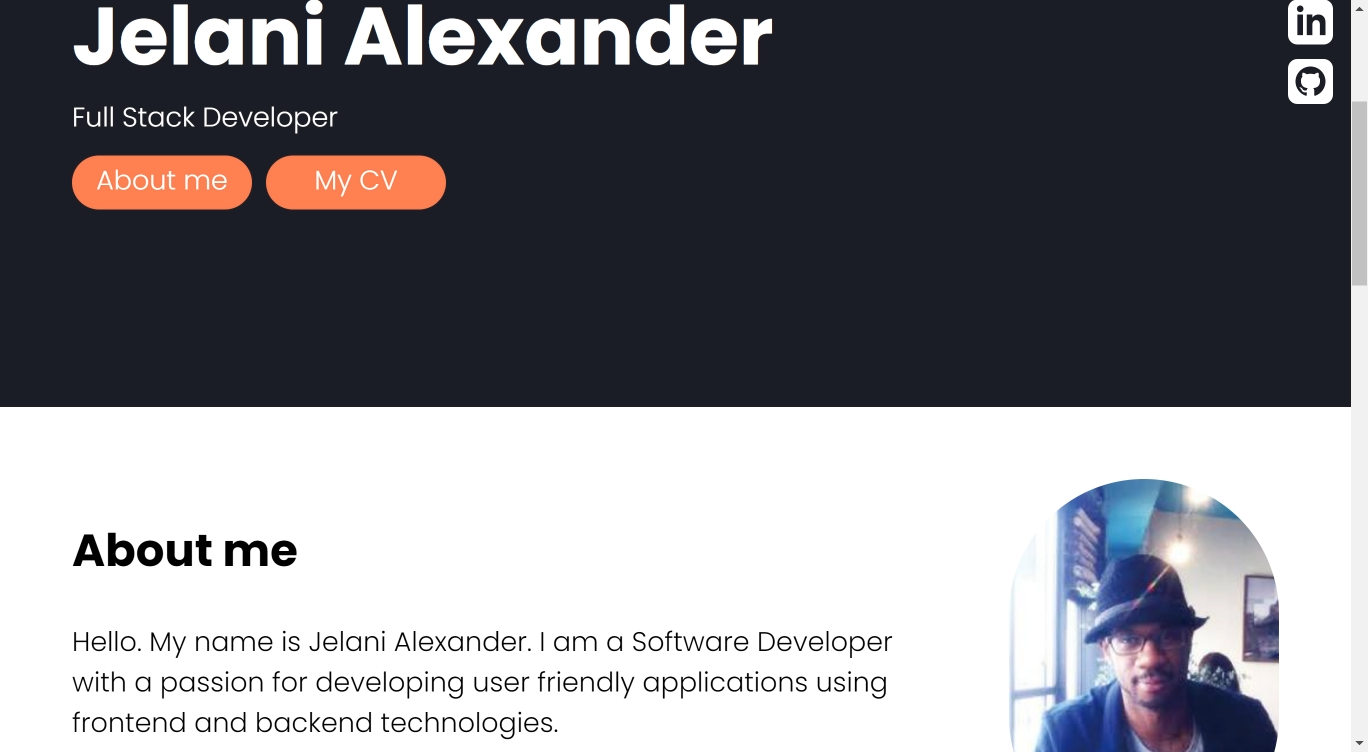 Jelani Alexander
in
Full Stack Developer
About me
My CV
About me
Hello. My name is Jelani Alexander. I am a Software Developer
with a passion for developing user friendly applications using
frontend and backend technologies.